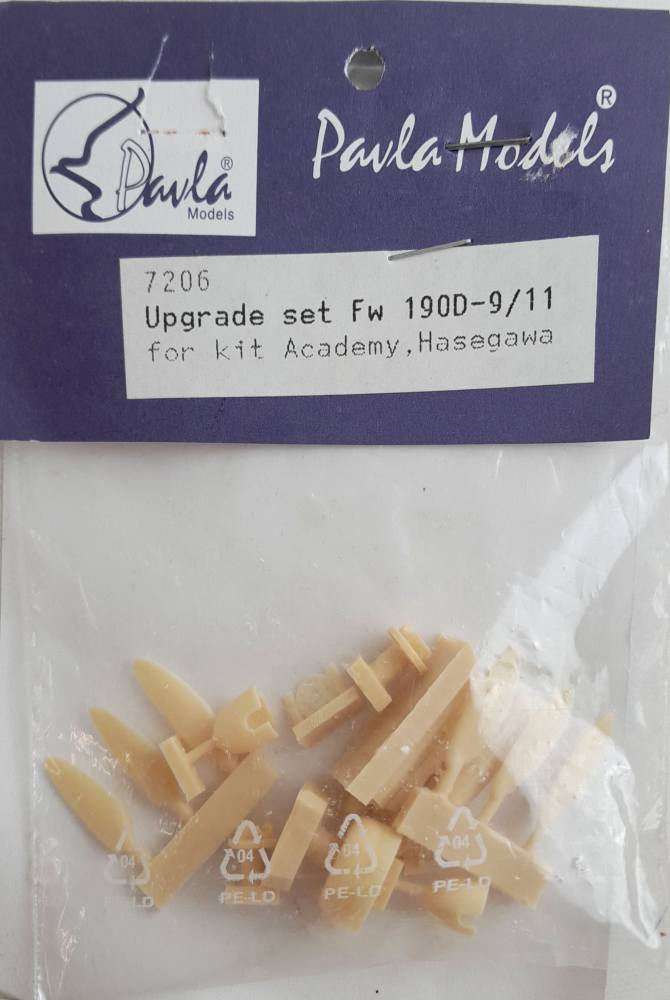 Pavla®
Models
Pavla Models®
7206
Upgrade set Fw 190D-9/11
for kit Academy,Hasegawa
04
LD
04
PE-LD
04
PE-LD
04
PE-LD